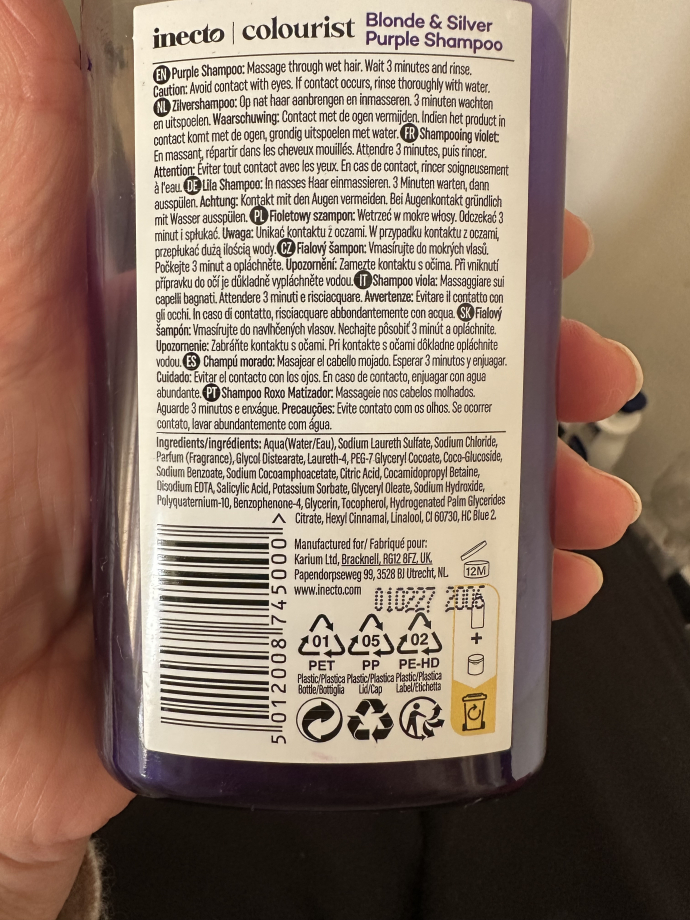 inecto | colourist Blonde & Silver
Purple Shampoo
EN Purple Shampoo: Massage through wet hair. Wait 3 minutes and rinse.
Caution: Avoid contact with eyes. If contact occurs, rinse thoroughly with water.
NL Zilvershampoo: Op nat haar aanbrengen en inmasseren. 3 minuten wachten
en uitspoelen. Waarschuwing: Contact met de ogen vermijden. Indien het product in
contact komt met de ogen, grondig uitspoelen met water. FR Shampooing violet:
En massant, répartir dans les cheveux mouillés. Attendre 3 minutes, puis rincer.
Attention: Éviter tout contact avec les yeux. En cas de contact, rincer soigneusement
à l'eau. DE Lila Shampoo: In nasses Haar einmassieren. 3 Minuten warten, dann
ausspülen. Achtung: Kontakt mit den Augen vermeiden. Bei Augenkontakt gründlich
mit Wasser ausspülen. PL Fioletowy szampon: Wetrzeć w mokre włosy. Odczekać 3
minut i spłukać. Uwaga: Unikać kontaktu z oczami. W przypadku kontaktu z oczami,
przepłukać dużą ilością wody. CZ Fialový šampon: Vmasírujte do mokrých vlasů.
Počkejte 3 minut a opláchněte. Upozornění: Zamezte kontaktu s očima. Při vniknutí
přípravku do očí je důkladně vypláchněte vodou. IT Shampoo viola: Massaggiare sui
capelli bagnati. Attendere 3 minuti e risciacquare. Avvertenze: Evitare il contatto con
gli occhi. In caso di contatto, risciacquare abbondantemente con acqua. SK Fialový
šampón: Vmasírujte do navlhčených vlasov. Nechajte pôsobiť 3 minút a opláchnite.
Upozornenie: Zabráňte kontaktu s očami. Pri kontakte s očami dôkladne opláchnite
vodou. ES Champú morado: Masajear el cabello mojado. Esperar 3 minutos y enjuagar.
Cuidado: Evitar el contacto con los ojos. En caso de contacto, enjuagar con agua
abundante. PT Shampoo Roxo Matizador: Massageie nos cabelos molhados.
Aguarde 3 minutos e enxágue. Precauções: Evite contato com os olhos. Se ocorrer
contato, lavar abundantemente com água.
Ingredients/ingrédients: Aqua(Water/Eau), Sodium Laureth Sulfate, Sodium Chloride,
Parfum (Fragrance), Glycol Distearate, Laureth-4, PEG-7 Glyceryl Cocoate, Coco-Glucoside,
Sodium Benzoate, Sodium Cocoamphoacetate, Citric Acid, Cocamidopropyl Betaine,
Disodium EDTA, Salicylic Acid, Potassium Sorbate, Glyceryl Oleate, Sodium Hydroxide,
Polyquaternium-10, Benzophenone-4, Glycerin, Tocopherol, Hydrogenated Palm Glycerides
Citrate, Hexyl Cinnamal, Linalool, CI 60730, HC Blue 2.
Manufactured for/ Fabriqué pour:
Karium Ltd, Bracknell, RG12 8FZ, UK.
Papendorpseweg 99, 3528 BJ Utrecht, NL.
www.inecto.com
12M
010227 2006
5 012008 745000 >
01 05 02
PET PP PE-HD
Plastic/Plastica Plastic/Plastica Plastic/Plastica
Bottle/Bottiglia Lid/Cap Label/Etichetta
+